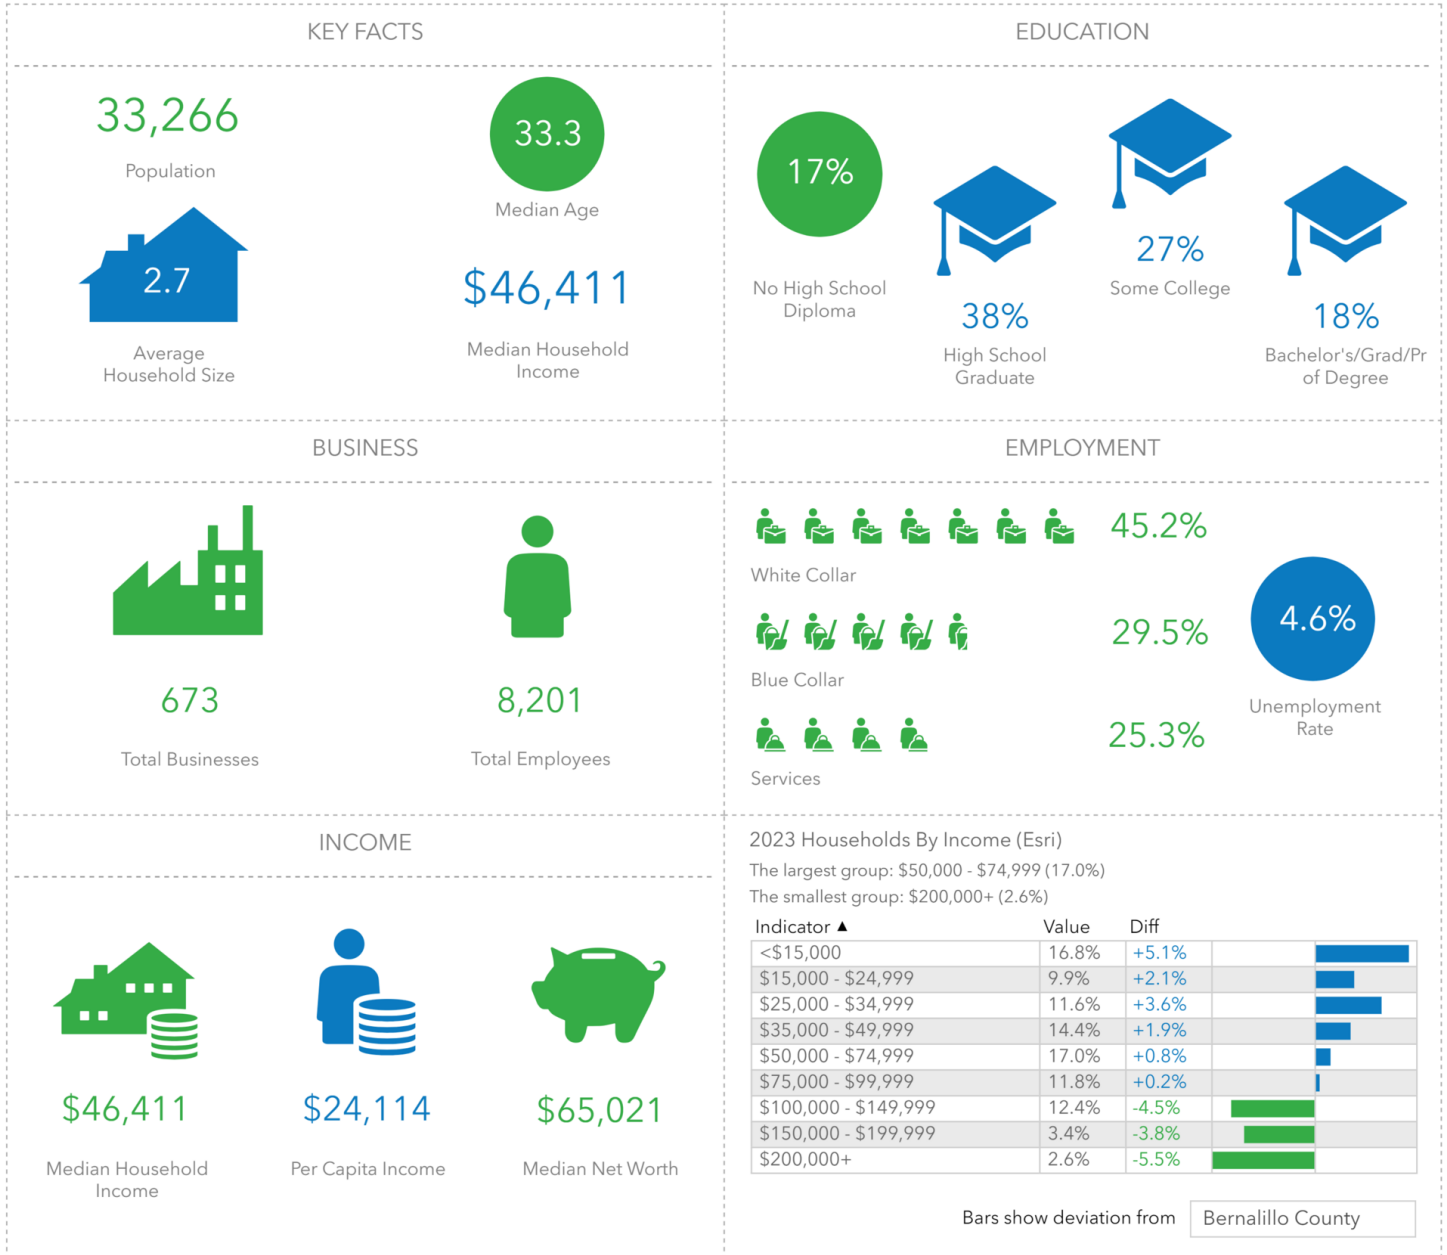 KEY FACTS
33,266
Population
33.3
Median Age
2.7
Average
Household Size
$46,411
Median Household
Income
EDUCATION
17%
No High School
Diploma
38%
High School
Graduate
27%
Some College
18%
Bachelor's/Grad/Pr
of Degree
BUSINESS
673
Total Businesses
8,201
Total Employees
EMPLOYMENT
45.2%
White Collar
29.5%
Blue Collar
25.3%
Services
4.6%
Unemployment
Rate
INCOME
$46,411
Median Household
Income
$24,114
Per Capita Income
$65,021
Median Net Worth
2023 Households By Income (Esri)
The largest group: $50,000 - $74,999 (17.0%)
The smallest group: $200,000+ (2.6%)
Indicator ▲ Value Diff
<$15,000 16.8% +5.1%
$15,000 - $24,999 9.9% +2.1%
$25,000 - $34,999 11.6% +3.6%
$35,000 - $49,999 14.4% +1.9%
$50,000 - $74,999 17.0% +0.8%
$75,000 - $99,999 11.8% +0.2%
$100,000 - $149,999 12.4% -4.5%
$150,000 - $199,999 3.4% -3.8%
$200,000+ 2.6% -5.5%
Bars show deviation from Bernalillo County